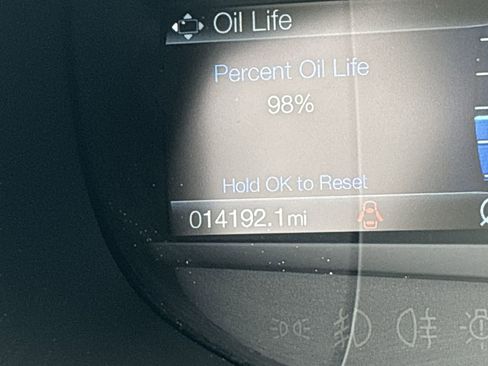 Oil Life
Percent Oil Life
98%
Hold OK to Reset
014192.1mi